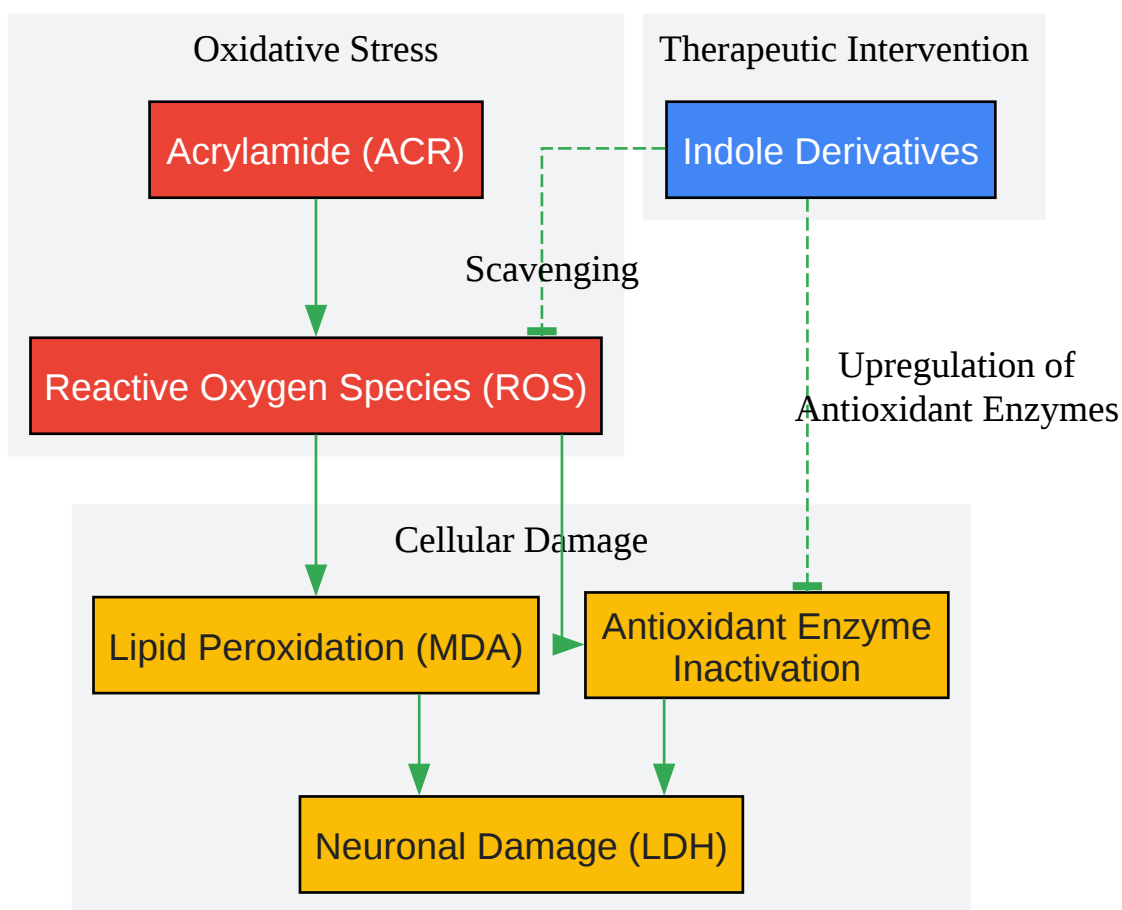 Oxidative Stress
Therapeutic Intervention
Acrylamide (ACR)
Indole Derivatives
Scavenging
Reactive Oxygen Species (ROS)
Upregulation of
Antioxidant Enzymes
Cellular Damage
Lipid Peroxidation (MDA)
Antioxidant Enzyme
Inactivation
Neuronal Damage (LDH)